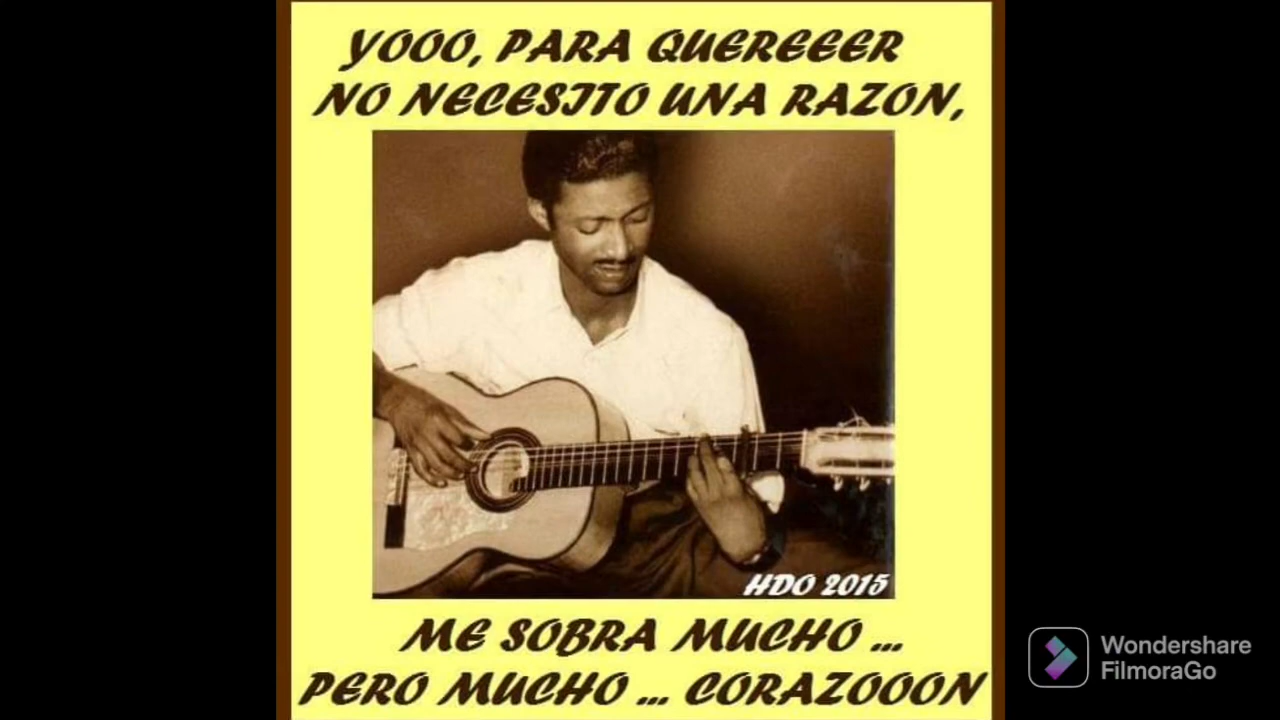 YOOO, PARA QUEREEER
NO NECESITO UNA RAZON,
HDO 2015
ME SOBRA MUCHO ...
PERO MUCHO ... CORAZOOON
Wondershare
FilmoraGo